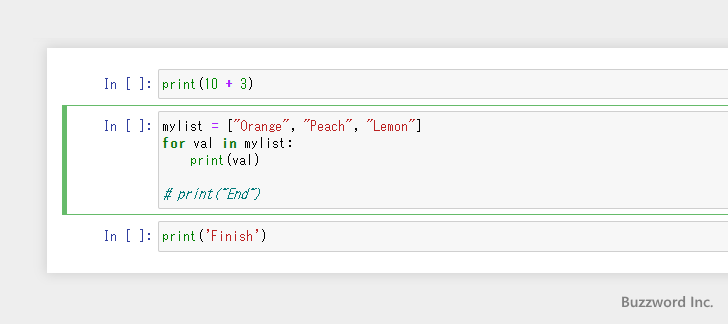 In [ ]: print(10 + 3)
In [ ]: mylist = ["Orange", "Peach", "Lemon"]
for val in mylist:
    print(val)
# print("End")
In [ ]: print('Finish')
Buzzword Inc.